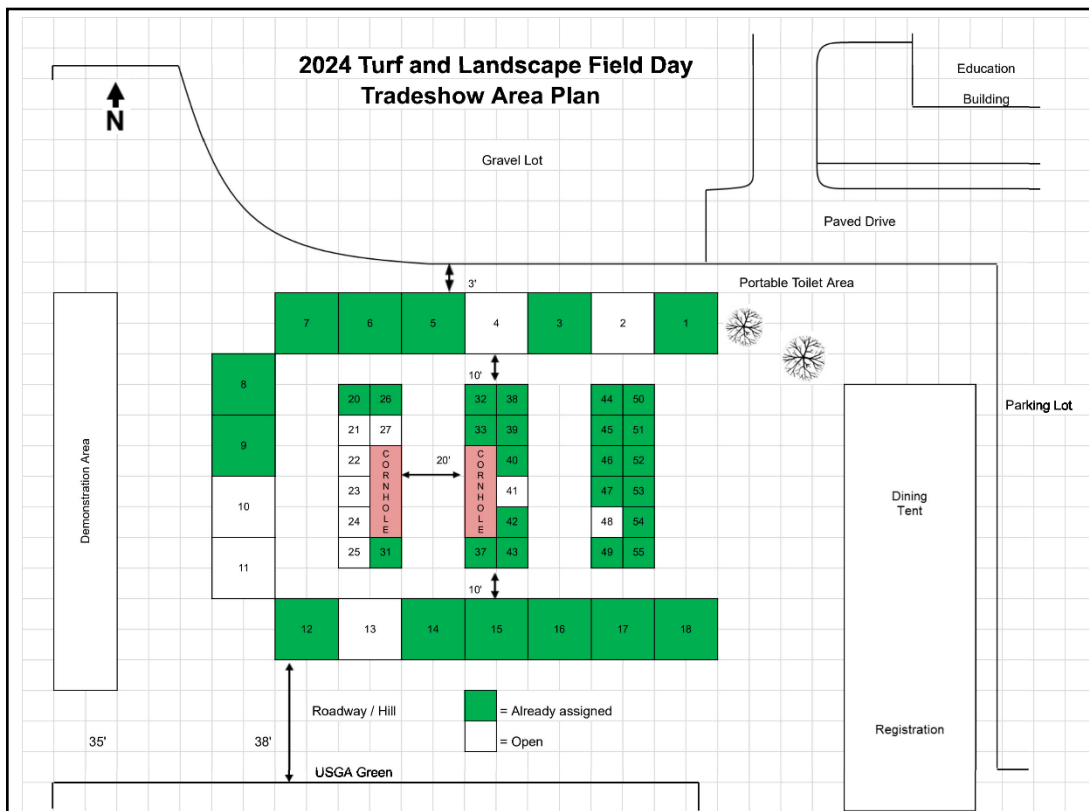 2024 Turf and Landscape Field Day
Tradeshow Area Plan
N
Education
Building
Gravel Lot
Paved Drive
Portable Toilet Area
3'
7 6 5 4 3 2 1
10'
8
9
10
11
Demonstration Area
20 26
21 27
22
23
24
25 31
CORNHOLE
20'
32 38
33 39
40
41
42
37 43
CORNHOLE
44 50
45 51
46 52
47 53
48 54
49 55
Parking Lot
Dining
Tent
10'
12 13 14 15 16 17 18
Roadway / Hill
= Already assigned
= Open
Registration
35'
38'
USGA Green